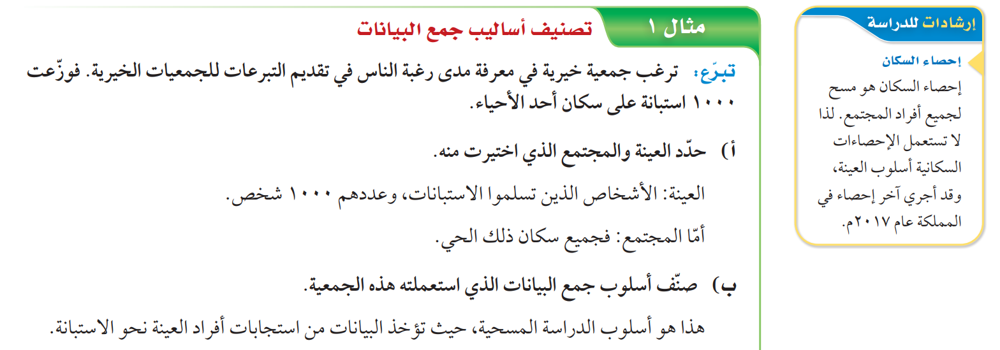 مثال ١ تصنيف أساليب جمع البيانات
تبرّع: ترغب جمعية خيرية في معرفة مدى رغبة الناس في تقديم التبرعات للجمعيات الخيرية. فوزّعت
١٠٠٠ استبانة على سكان أحد الأحياء.
أ) حدّد العينة والمجتمع الذي اختيرت منه.
العينة: الأشخاص الذين تسلموا الاستبانات، وعددهم ١٠٠٠ شخص.
أمّا المجتمع: فجميع سكان ذلك الحي.
ب) صنّف أسلوب جمع البيانات الذي استعملته هذه الجمعية.
هذا هو أسلوب الدراسة المسحية، حيث تؤخذ البيانات من استجابات أفراد العينة نحو الاستبانة.
إرشادات للدراسة
إحصاء السكان
إحصاء السكان هو مسح
لجميع أفراد المجتمع. لذا
لا تستعمل الإحصاءات
السكانية أسلوب العينة،
وقد أجري آخر إحصاء في
المملكة عام ٢٠١٧م.